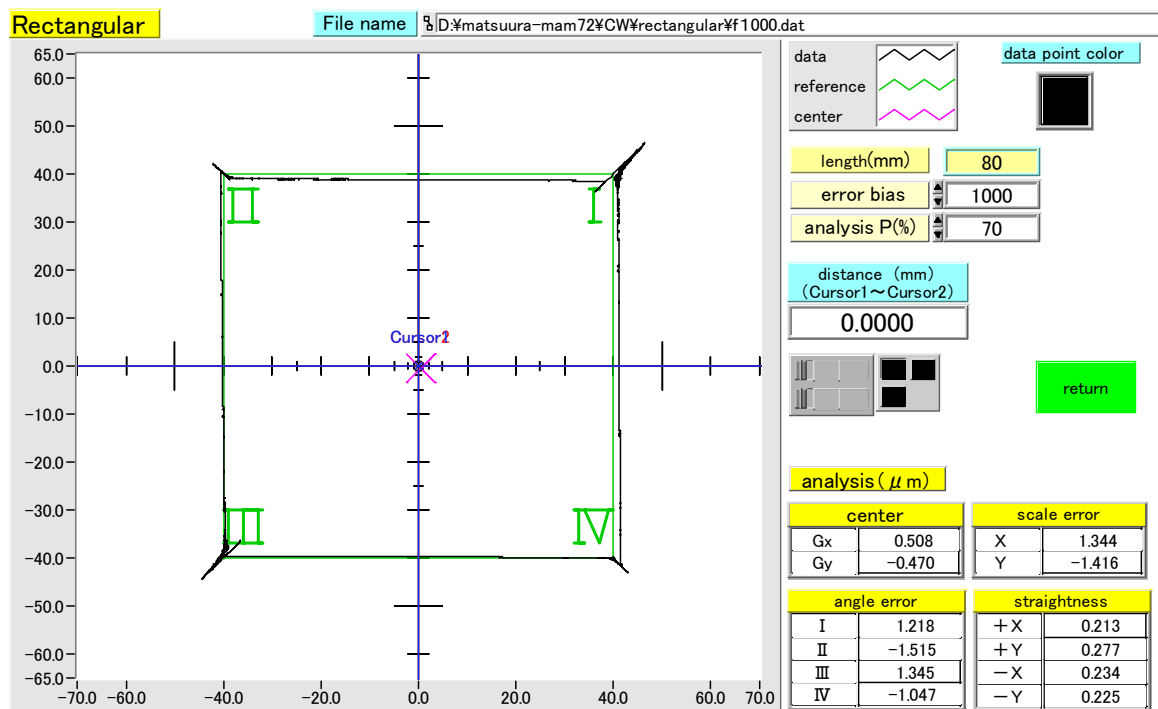 Rectangular
File name
D:¥matsuura-mam72¥CW¥rectangular¥f1000.dat
data
reference
center
data point color
length(mm) 80
error bias 1000
analysis P(%) 70
distance (mm)
(Cursor1～Cursor2)
0.0000
return
analysis(μm)
center
Gx 0.508
Gy −0.470
scale error
X 1.344
Y −1.416
angle error
Ⅰ 1.218
Ⅱ −1.515
Ⅲ 1.345
Ⅳ −1.047
straightness
＋X 0.213
＋Y 0.277
−X 0.234
−Y 0.225
65.0
60.0
50.0
40.0
30.0
20.0
10.0
0.0
−10.0
−20.0
−30.0
−40.0
−50.0
−60.0
−65.0
−70.0 −60.0 −40.0 −20.0 0.0 20.0 40.0 60.0 70.0
Ⅱ Ⅰ
Ⅲ Ⅳ